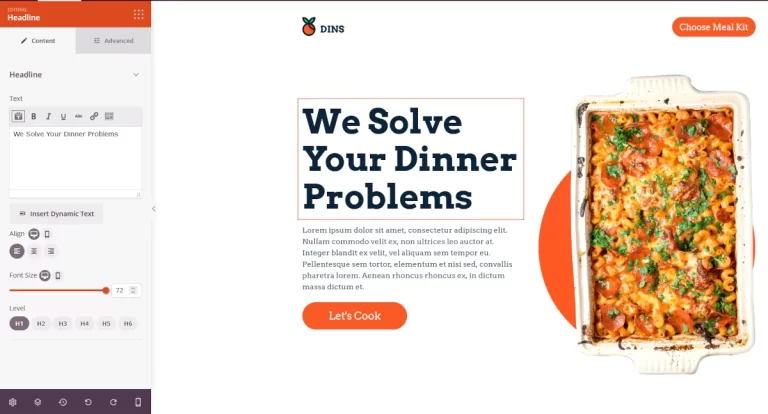 EDITING:
Headline
Content
Advanced
Headline
Text
B I U ABC
We Solve Your Dinner Problems
Insert Dynamic Text
Align
Font Size
72
Level
H1 H2 H3 H4 H5 H6
DINS
Choose Meal Kit
We Solve
Your Dinner
Problems
Lorem ipsum dolor sit amet, consectetur adipiscing elit.
Nullam commodo velit ex, non ultrices leo auctor at.
Integer blandit ex velit, vel aliquam sem tempor eu.
Pellentesque sem tortor, elementum et nisi sed, convallis
pharetra lorem. Aenean rhoncus rhoncus ex, in dictum
massa dictum et.
Let's Cook